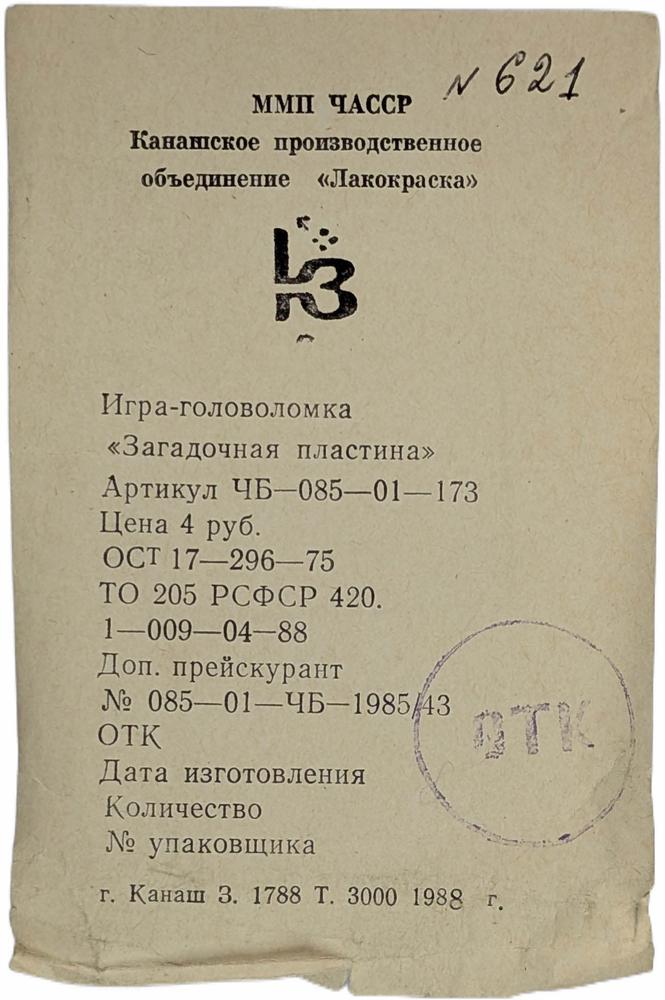 N 621
ММП ЧАССР
Канашское производственное
объединение «Лакокраска»
КЗ
Игра-головоломка
«Загадочная пластина»
Артикул ЧБ—085—01—173
Цена 4 руб.
ОСТ 17—296—75
ТО 205 РСФСР 420.
1—009—04—88
Доп. прейскурант
№ 085—01—ЧБ—1985/43
ОТК
ОТК
Дата изготовления
Количество
№ упаковщика
г. Канаш З. 1788 Т. 3000 1988 г.